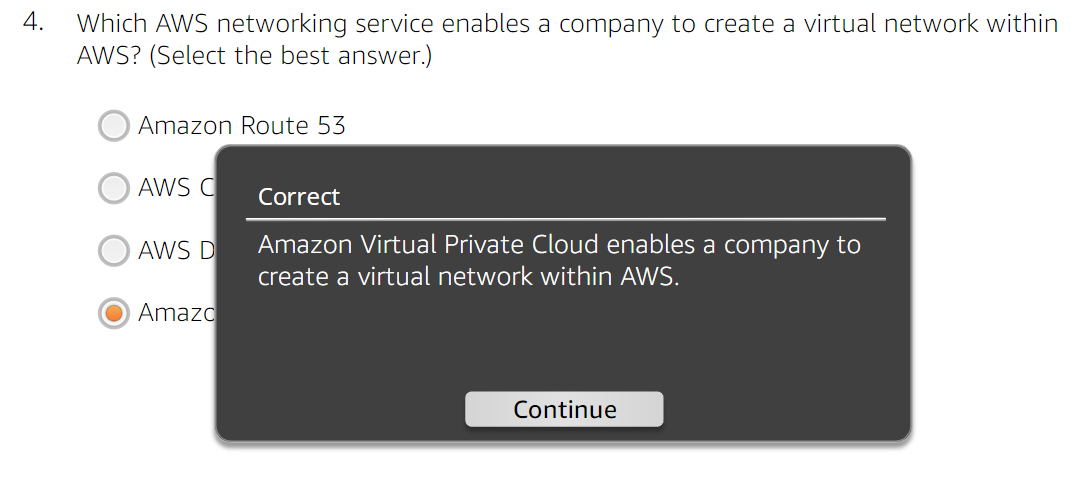 4. Which AWS networking service enables a company to create a virtual network within
AWS? (Select the best answer.)
Amazon Route 53
AWS
Correct
AWS
Amazon Virtual Private Cloud enables a company to
create a virtual network within AWS.
Continue